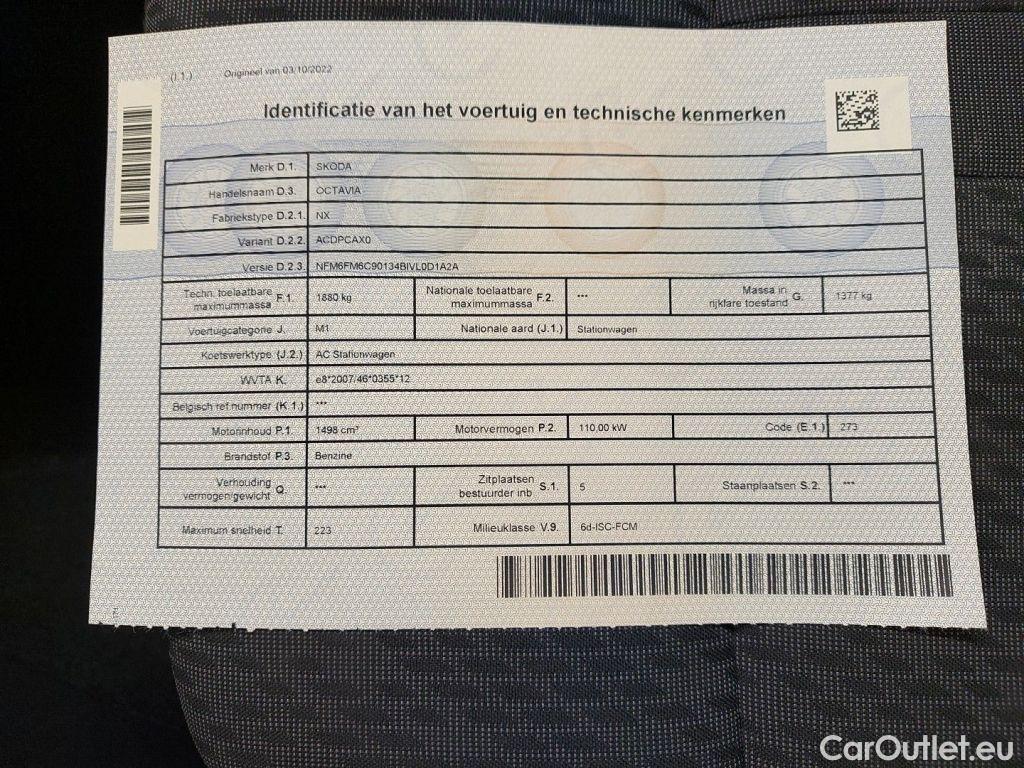 (I.1.) Origineel van 03/10/2022
Identificatie van het voertuig en technische kenmerken
Merk D.1. SKODA
Handelsnaam D.3. OCTAVIA
Fabriekstype D.2.1. NX
Variant D.2.2. ACDPCAX0
Versie D.2.3. NFM6FM6C90134BIVL0D1A2A
Techn. toelaatbare maximummassa F.1. 1880 kg Nationale toelaatbare maximummassa F.2. *** Massa in rijklare toestand G. 1377 kg
Voertuigcategorie J. M1 Nationale aard (J.1.) Stationwagen
Koetswerktype (J.2.) AC Stationwagen
WVTA K. e8*2007/46*0355*12
Belgisch ref nummer (K.1.) ***
Motorinhoud P.1. 1498 cm³ Motorvermogen P.2. 110,00 kW Code (E.1.) 273
Brandstof P.3. Benzine
Verhouding vermogen/gewicht Q. *** Zitplaatsen bestuurder inb S.1. 5 Staanplaatsen S.2. ***
Maximum snelheid T. 223 Milieuklasse V.9. 6d-ISC-FCM
CarOutlet.eu